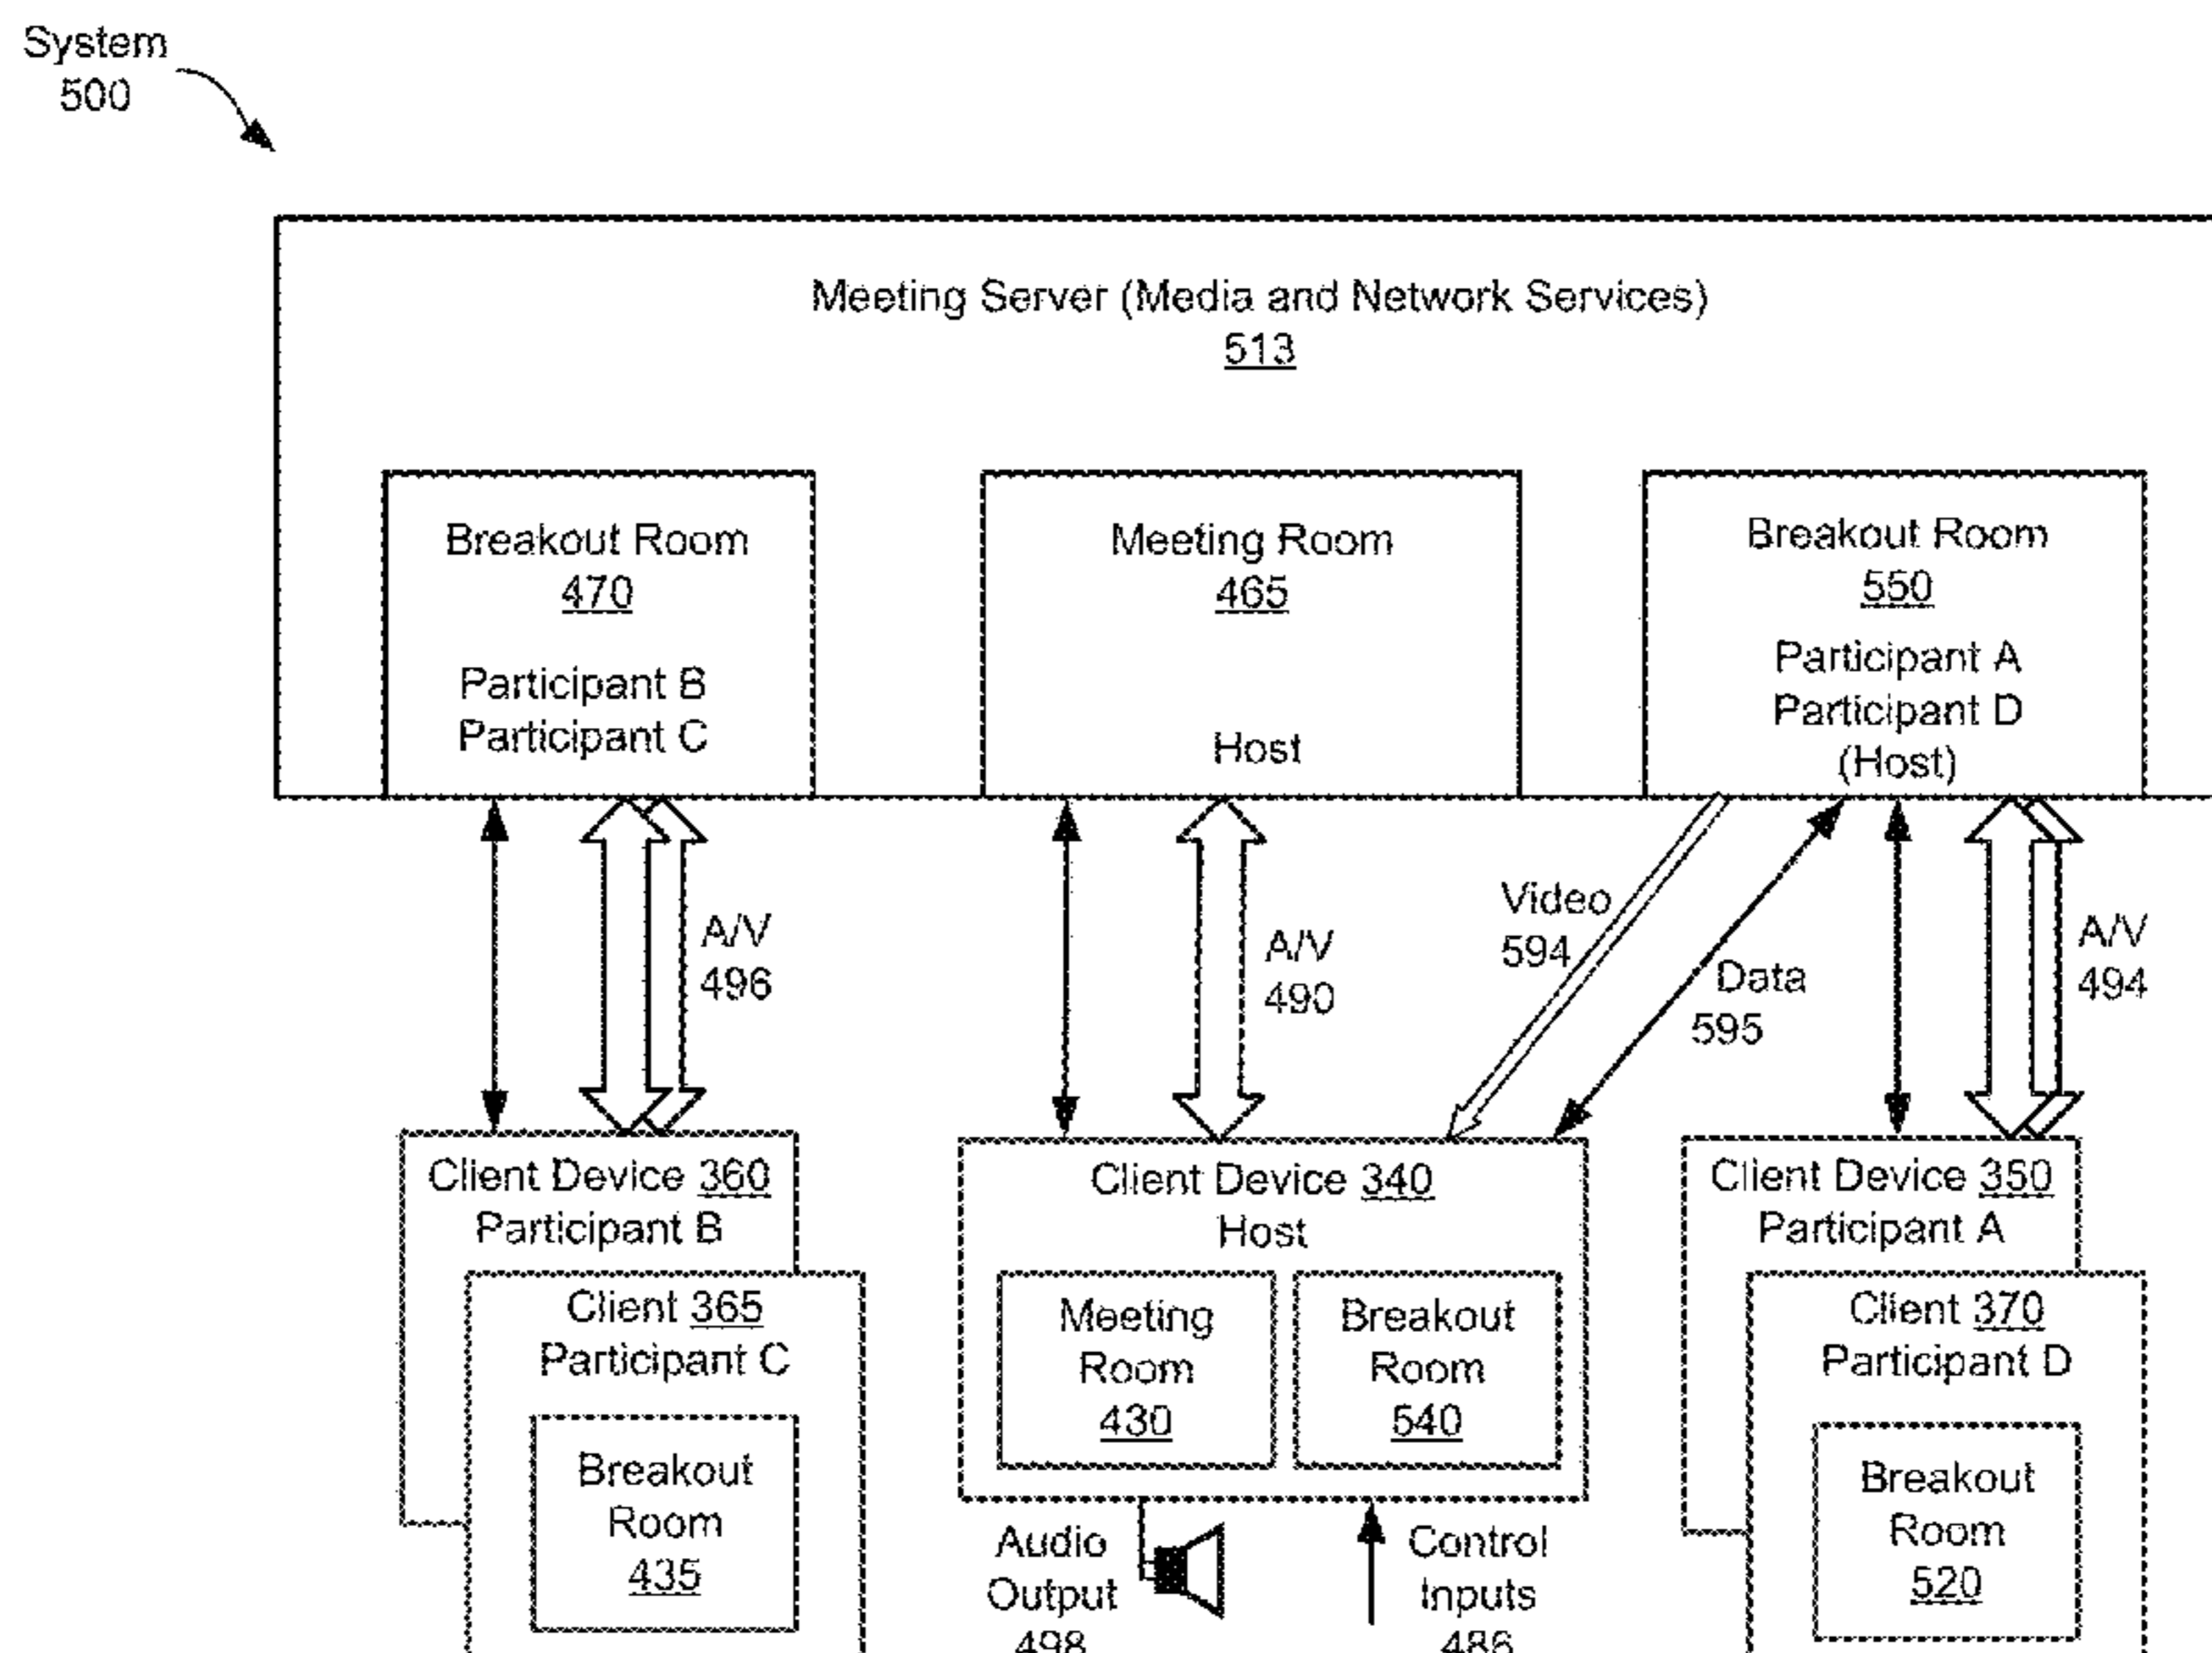 System
500
Meeting Server (Media and Network Services)
513
Breakout Room
470
Participant B
Participant C
Meeting Room
465
Host
Breakout Room
550
Participant A
Participant D
(Host)
A/V
496
A/V
490
Video
594
Data
595
A/V
494
Client Device 360
Participant B
Client 365
Participant C
Breakout
Room
435
Client Device 340
Host
Meeting
Room
430
Breakout
Room
540
Audio
Output
498
Control
Inputs
486
Client Device 350
Participant A
Client 370
Participant D
Breakout
Room
520